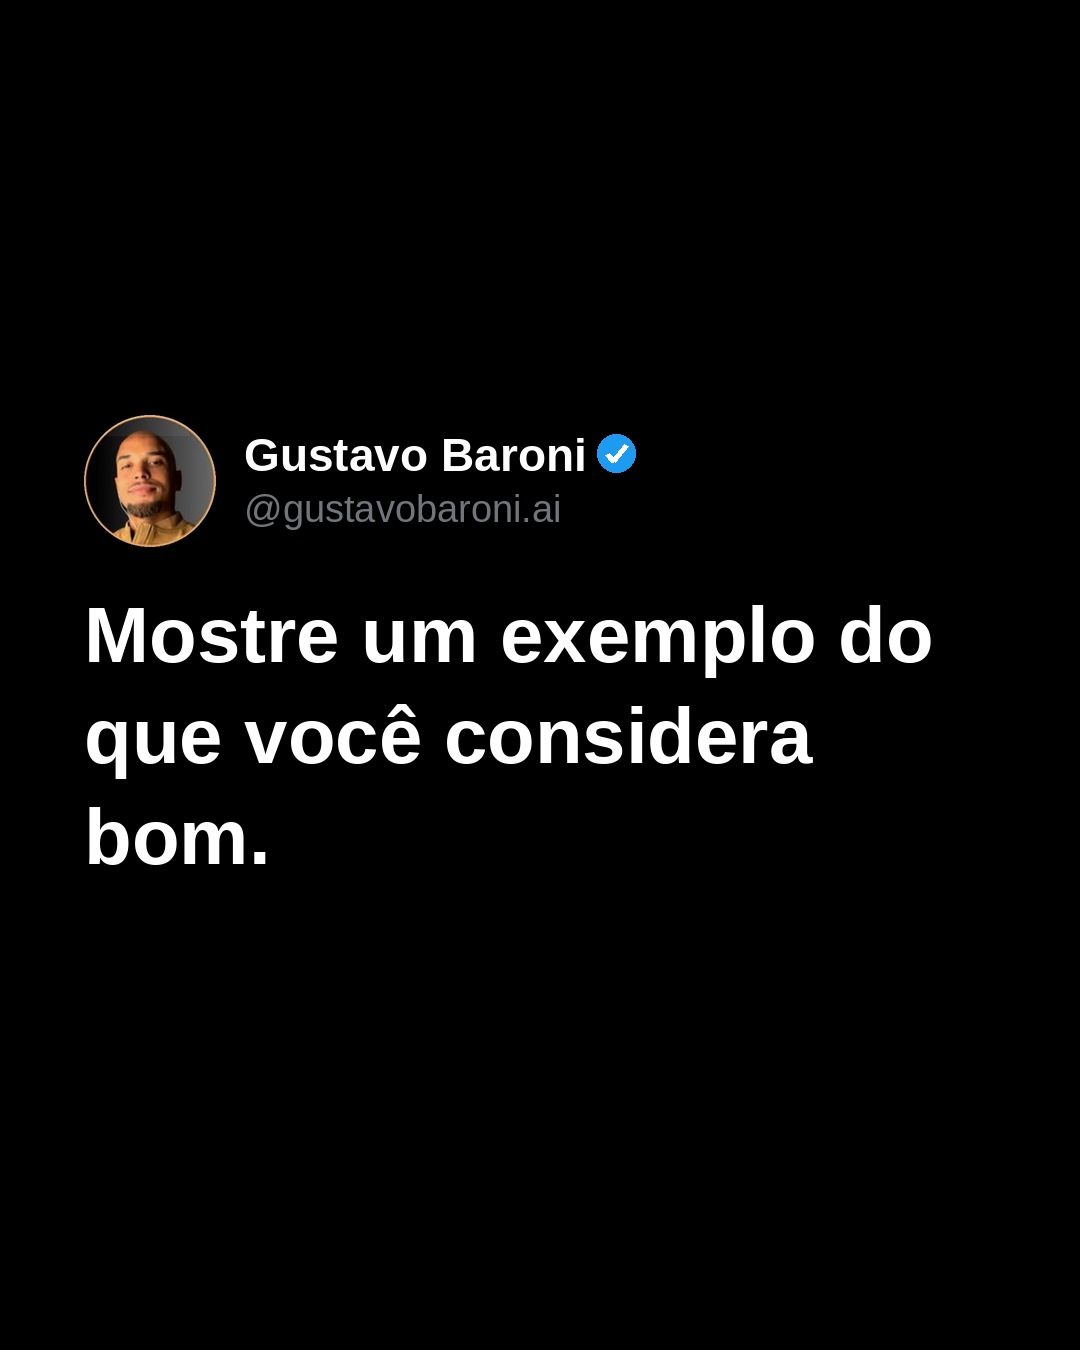 Gustavo Baroni
@gustavobaroni.ai
Mostre um exemplo do
que você considera
bom.